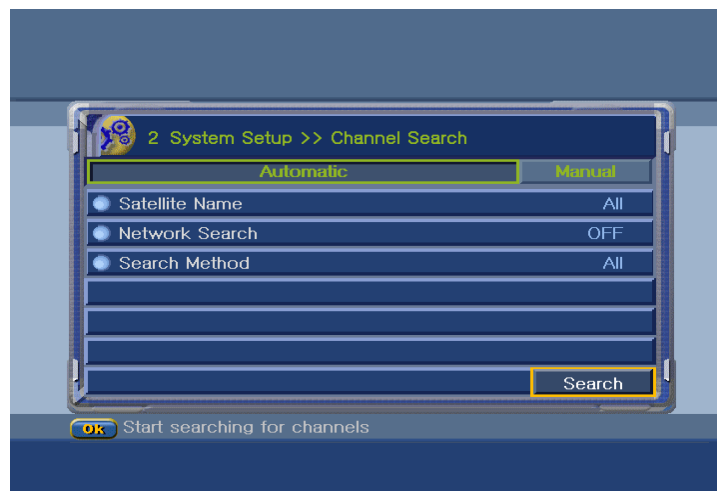 2 System Setup >> Channel Search
Automatic Manual
Satellite Name All
Network Search OFF
Search Method All
Search
OK Start searching for channels